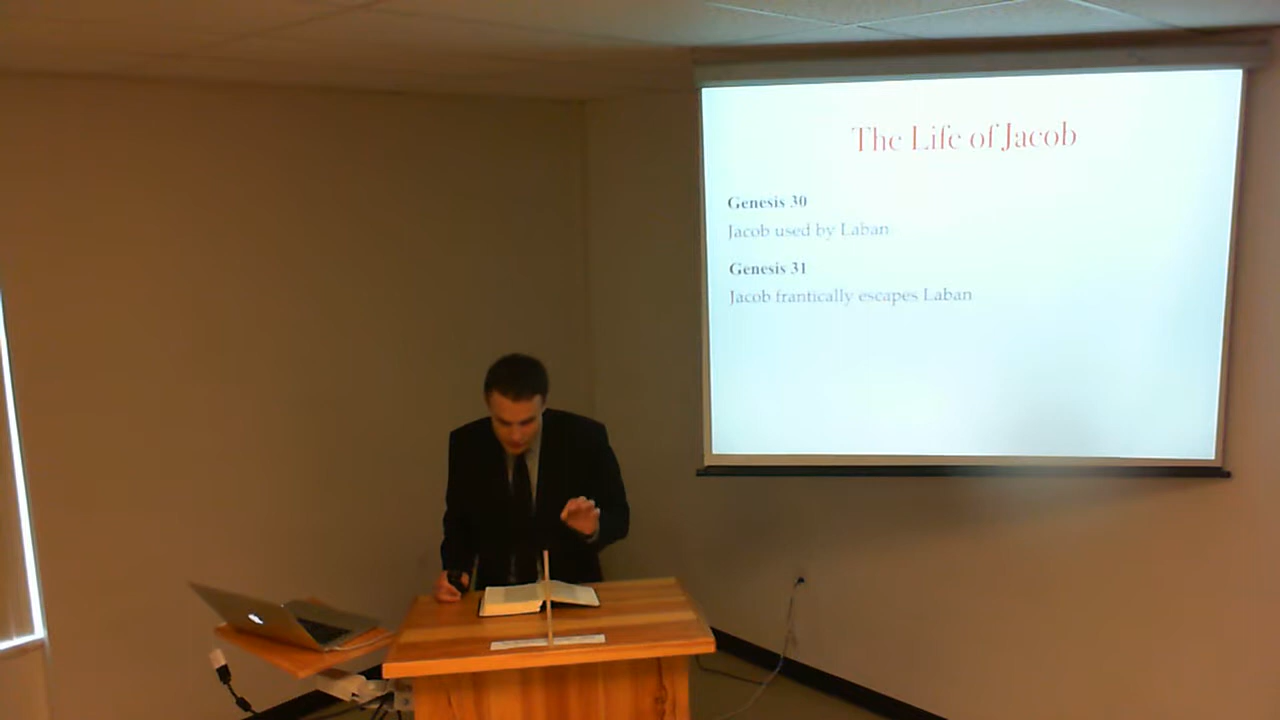 The Life of Jacob
Genesis 30
Jacob used by Laban
Genesis 31
Jacob frantically escapes Laban